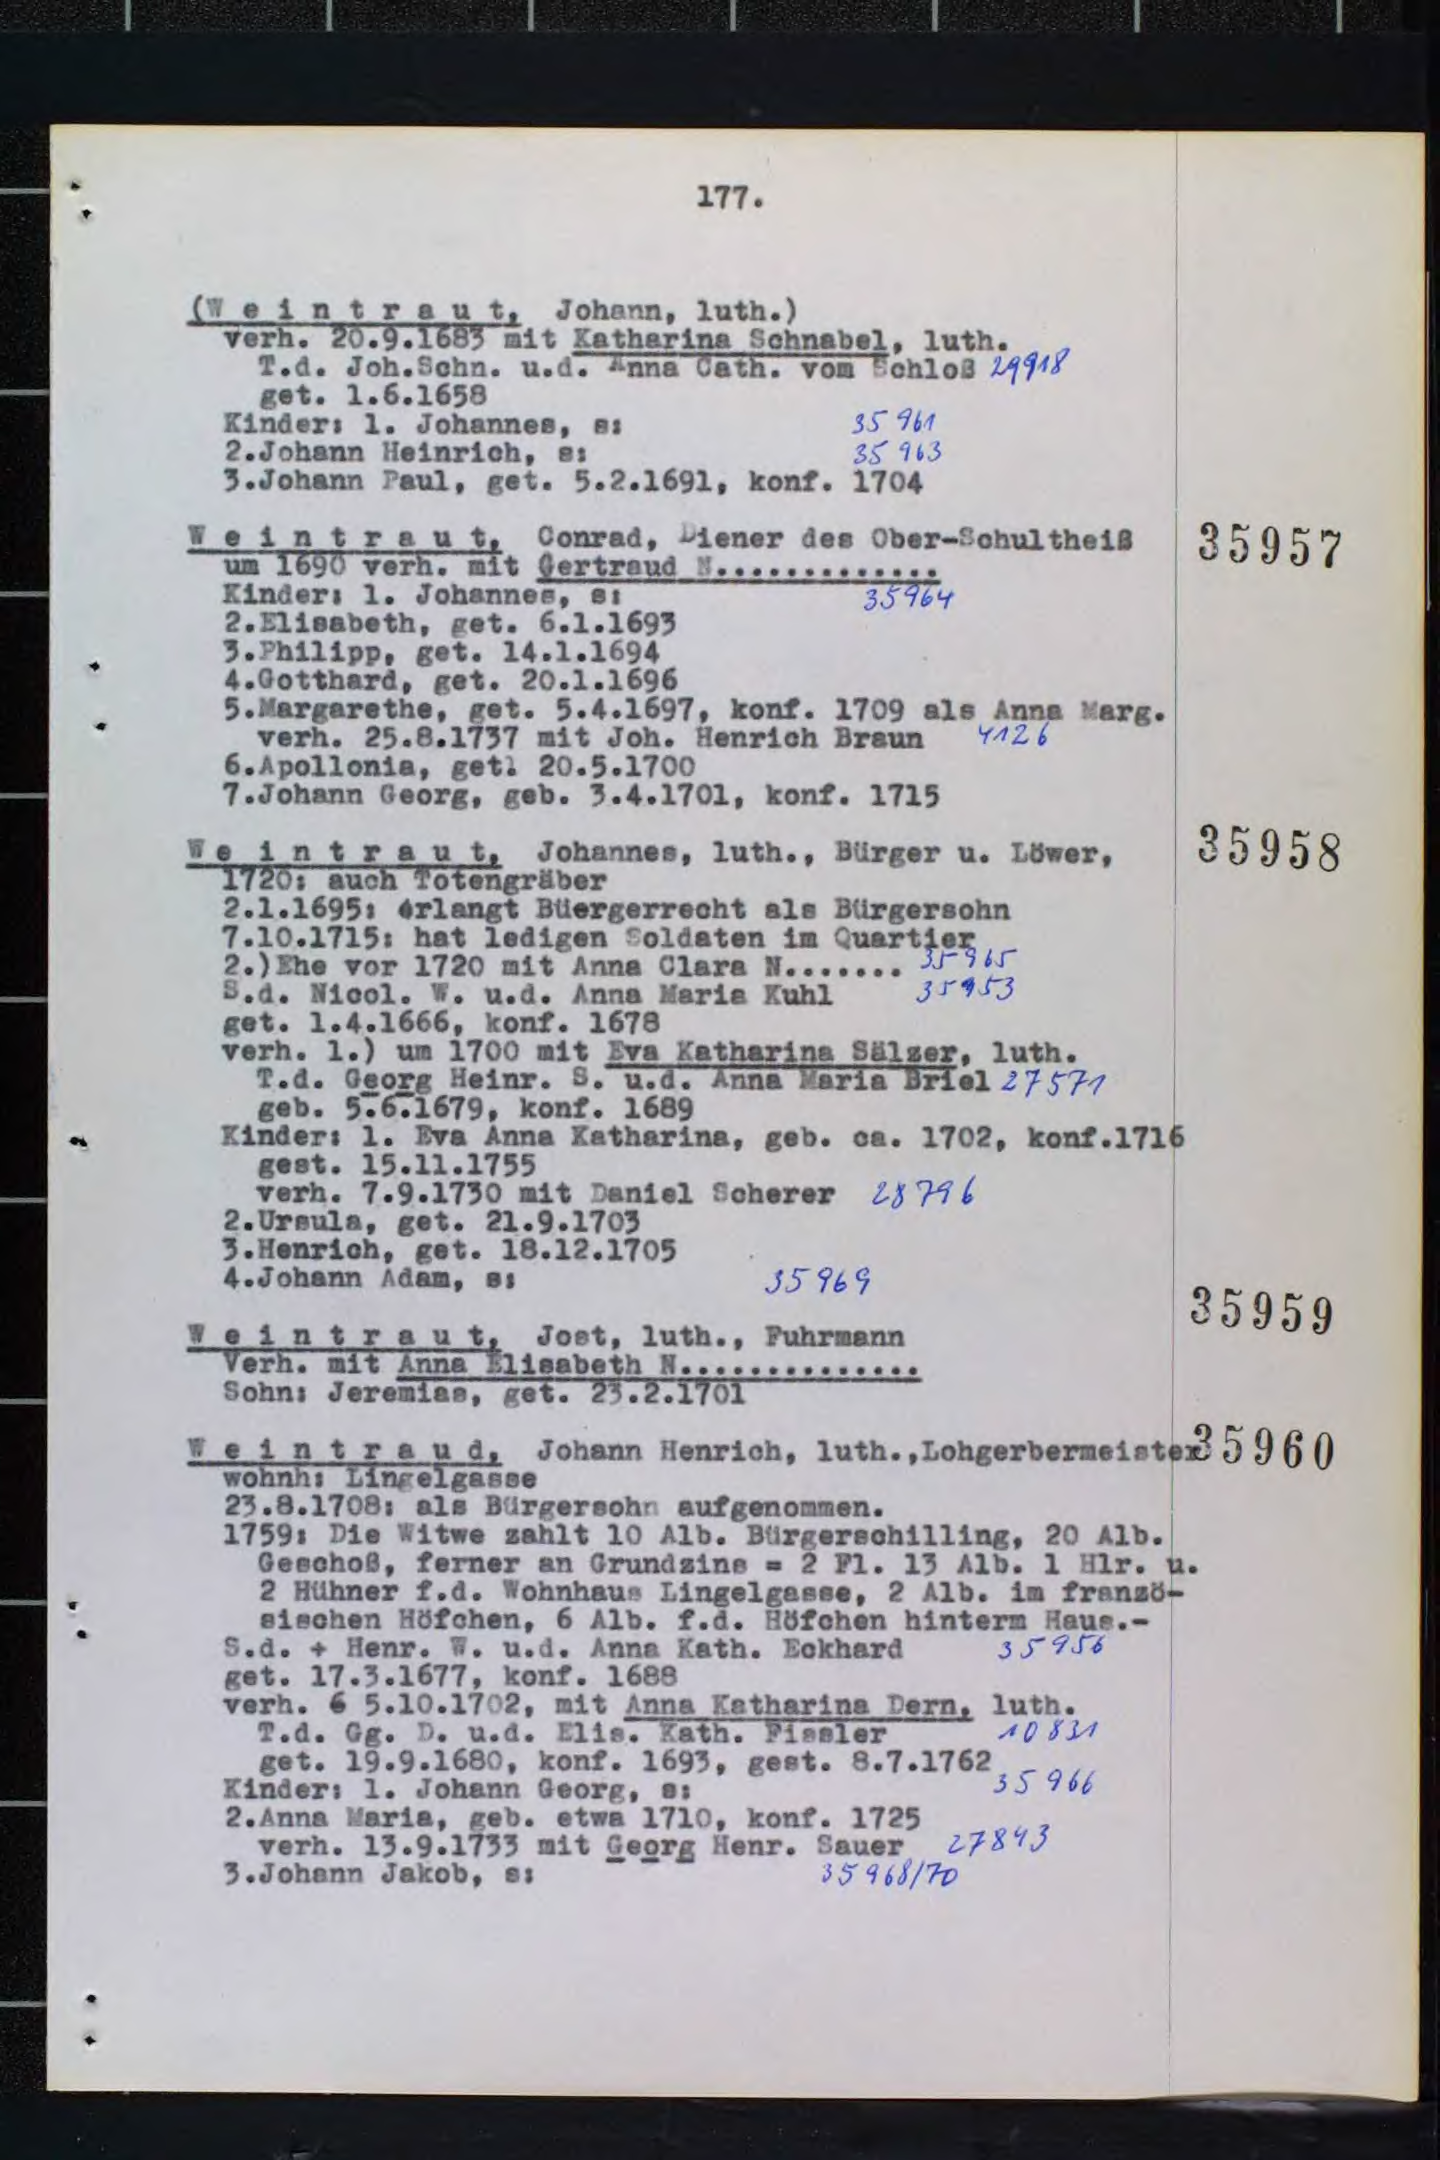 177.
(W e i n t r a u t, Johann, luth.)
verh. 20.9.1683 mit Katharina Schnabel, luth.
T.d. Joh.Schn. u.d. Anna Cath. vom Schloß 29918
get. 1.6.1658
Kinder: 1. Johannes, s: 35 961
2.Johann Heinrich, s: 35 963
3.Johann Paul, get. 5.2.1691, konf. 1704
W e i n t r a u t, Conrad, Diener des Ober-Schultheiß 35957
um 1690 verh. mit Gertraud N.............
Kinder: 1. Johannes, s: 35964
2.Elisabeth, get. 6.1.1693
3.Philipp, get. 14.1.1694
4.Gotthard, get. 20.1.1696
5.Margarethe, get. 5.4.1697, konf. 1709 als Anna Marg.
verh. 25.8.1737 mit Joh. Henrich Braun 4126
6.Apollonia, get. 20.5.1700
7.Johann Georg, geb. 3.4.1701, konf. 1715
W e i n t r a u t, Johannes, luth., Bürger u. Löwer, 35958
1720: auch Totengräber
2.1.1695: erlangt Büergerrecht als Bürgersohn
7.10.1715: hat ledigen Soldaten im Quartier
2.)Ehe vor 1720 mit Anna Clara N....... 35965
S.d. Nicol. W. u.d. Anna Maria Kuhl 35953
get. 1.4.1666, konf. 1678
verh. 1.) um 1700 mit Eva Katharina Sälzer, luth.
T.d. Georg Heinr. S. u.d. Anna Maria Briel 27571
geb. 5.6.1679, konf. 1689
Kinder: 1. Eva Anna Katharina, geb. ca. 1702, konf.1716
gest. 15.11.1755
verh. 7.9.1730 mit Daniel Scherer 28796
2.Ursula, get. 21.9.1703
3.Henrich, get. 18.12.1705
4.Johann Adam, s: 35969
35959
W e i n t r a u t, Jost, luth., Fuhrmann
Verh. mit Anna Elisabeth N..............
Sohn: Jeremias, get. 23.2.1701
W e i n t r a u d, Johann Henrich, luth.,Lohgerbermeister 35960
wohnh: Lingelgasse
23.8.1708: als Bürgersohn aufgenommen.
1759: Die Witwe zahlt 10 Alb. Bürgerschilling, 20 Alb.
Geschoß, ferner an Grundzins = 2 Fl. 13 Alb. 1 Hlr. u.
2 Hühner f.d. Wohnhaus Lingelgasse, 2 Alb. im franzö-
sischen Höfchen, 6 Alb. f.d. Höfchen hinterm Haus.-
S.d. + Henr. W. u.d. Anna Kath. Eckhard 35956
get. 17.3.1677, konf. 1688
verh. 5.10.1702, mit Anna Katharina Dern, luth.
T.d. Gg. D. u.d. Elis. Kath. Fissler 10831
get. 19.9.1680, konf. 1693, gest. 8.7.1762
Kinder: 1. Johann Georg, s: 35966
2.Anna Maria, geb. etwa 1710, konf. 1725
verh. 13.9.1733 mit Georg Henr. Sauer 27843
3.Johann Jakob, s: 35968/70